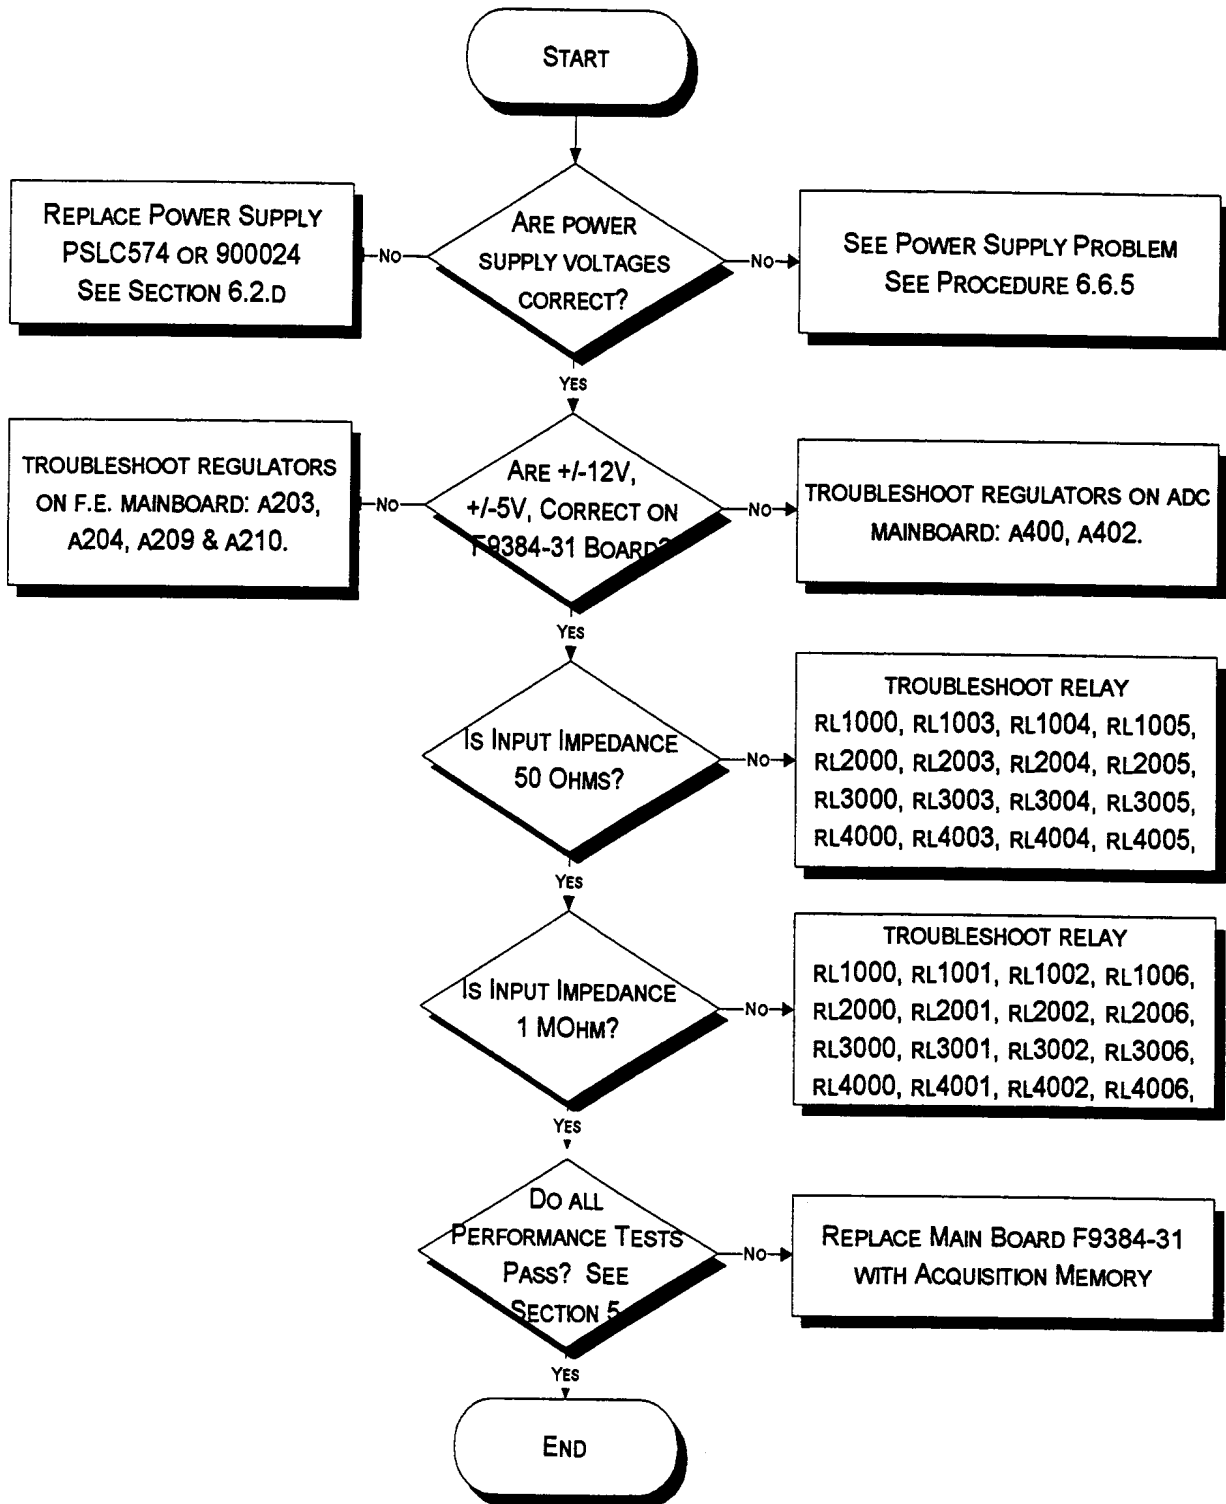 START
REPLACE POWER SUPPLY
PSLC574 OR 900024
SEE SECTION 6.2.D
NO
ARE POWER
SUPPLY VOLTAGES
CORRECT?
NO
SEE POWER SUPPLY PROBLEM
SEE PROCEDURE 6.6.5
YES
TROUBLESHOOT REGULATORS
ON F.E. MAINBOARD: A203,
A204, A209 & A210.
NO
ARE +/-12V,
+/-5V, CORRECT ON
F9384-31 BOARD?
NO
TROUBLESHOOT REGULATORS ON ADC
MAINBOARD: A400, A402.
YES
IS INPUT IMPEDANCE
50 OHMS?
NO
TROUBLESHOOT RELAY
RL1000, RL1003, RL1004, RL1005,
RL2000, RL2003, RL2004, RL2005,
RL3000, RL3003, RL3004, RL3005,
RL4000, RL4003, RL4004, RL4005,
YES
IS INPUT IMPEDANCE
1 MOHM?
NO
TROUBLESHOOT RELAY
RL1000, RL1001, RL1002, RL1006,
RL2000, RL2001, RL2002, RL2006,
RL3000, RL3001, RL3002, RL3006,
RL4000, RL4001, RL4002, RL4006,
YES
DO ALL
PERFORMANCE TESTS
PASS? SEE
SECTION 5
NO
REPLACE MAIN BOARD F9384-31
WITH ACQUISITION MEMORY
YES
END